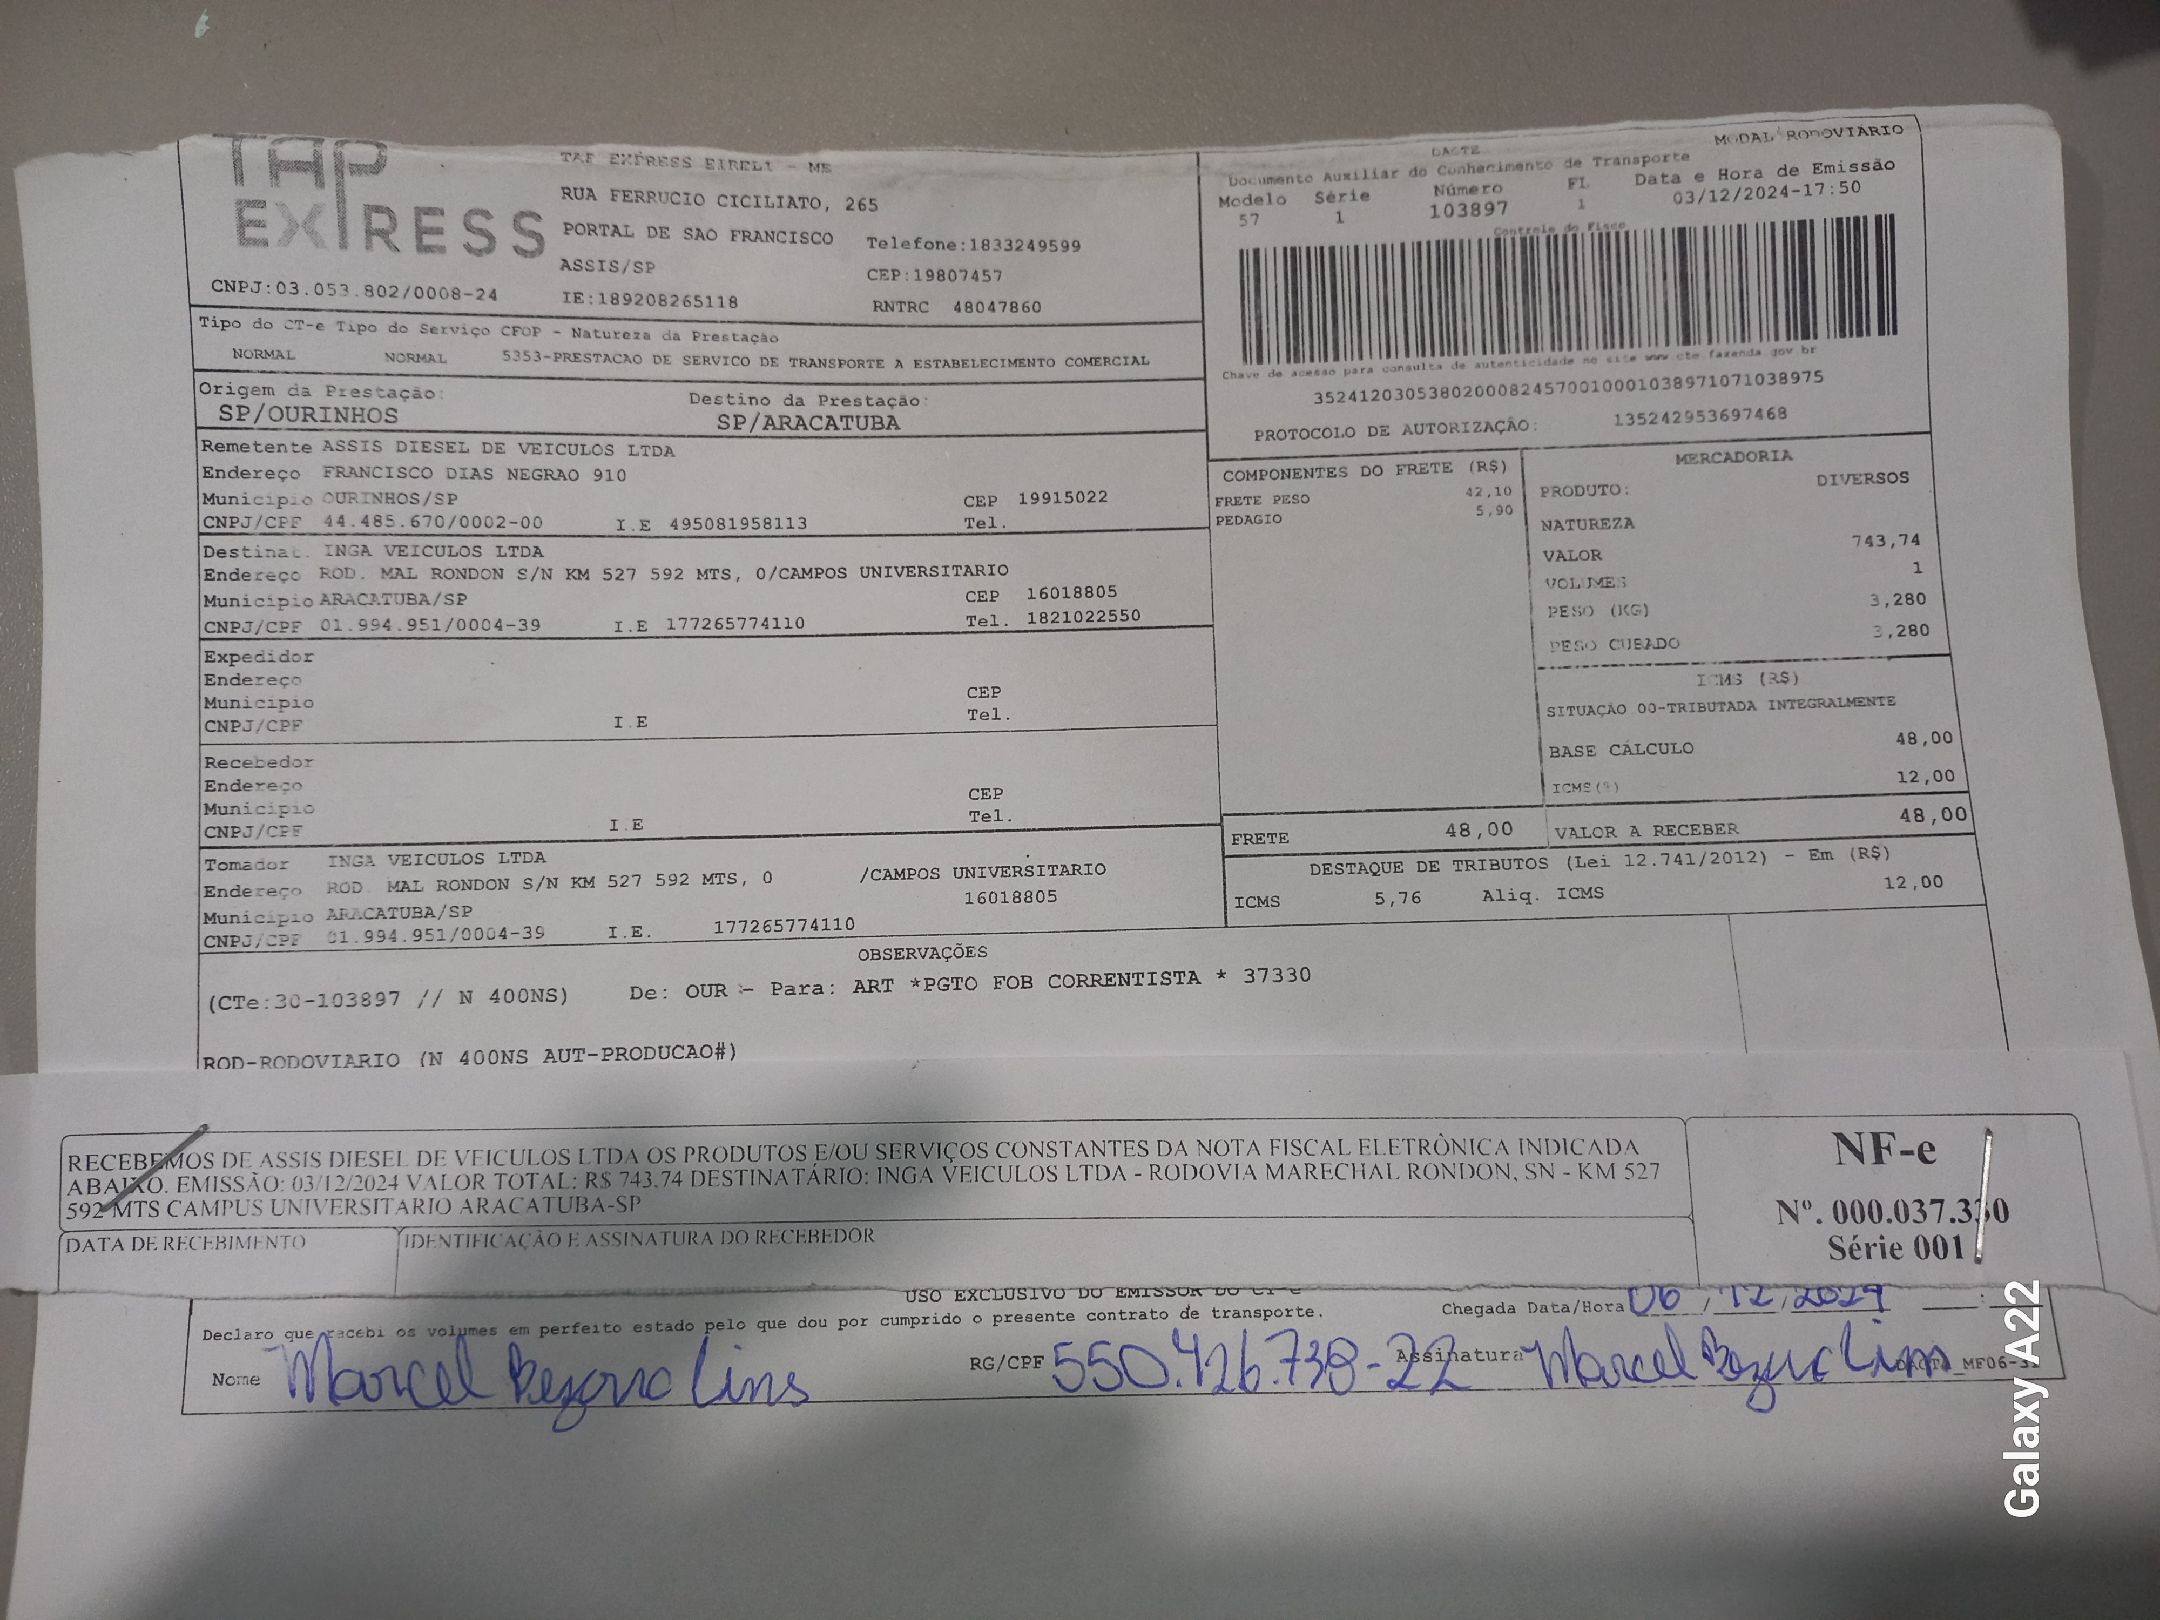 TAP
EXPRESS
CNPJ:03.053.802/0008-24
TAP EXPRESS EIRELI - ME
RUA FERRUCIO CICILIATO, 265
PORTAL DE SAO FRANCISCO Telefone:1833249599
ASSIS/SP CEP:19807457
IE:189208265118 RNTRC 48047860
DACTE MODAL RODOVIÁRIO
Documento Auxiliar do Conhecimento de Transporte
Modelo Série Número FL Data e Hora de Emissão
57 1 103897 1 03/12/2024-17:50
Controle do Fisco
Chave de acesso para consulta de autenticidade no site www.cte.fazenda.gov.br
35241203053802000824570010001038971071038975
PROTOCOLO DE AUTORIZAÇÃO: 135242953697468
Tipo do CT-e Tipo do Serviço CFOP - Natureza da Prestação
NORMAL NORMAL 5353-PRESTACAO DE SERVICO DE TRANSPORTE A ESTABELECIMENTO COMERCIAL
Origem da Prestação: Destino da Prestação:
SP/OURINHOS SP/ARACATUBA
Remetente ASSIS DIESEL DE VEICULOS LTDA
Endereço FRANCISCO DIAS NEGRAO 910
Município OURINHOS/SP CEP 19915022
CNPJ/CPF 44.485.670/0002-00 I.E 495081958113 Tel.
Destinat. INGA VEICULOS LTDA
Endereço ROD. MAL RONDON S/N KM 527 592 MTS, 0/CAMPOS UNIVERSITARIO
Município ARACATUBA/SP CEP 16018805
CNPJ/CPF 01.994.951/0004-39 I.E 177265774110 Tel. 1821022550
Expedidor
Endereço
Município CEP
CNPJ/CPF I.E Tel.
Recebedor
Endereço
Município CEP
CNPJ/CPF I.E Tel.
Tomador INGA VEICULOS LTDA
Endereço ROD. MAL RONDON S/N KM 527 592 MTS, 0 /CAMPOS UNIVERSITARIO
Município ARACATUBA/SP 16018805
CNPJ/CPF 01.994.951/0004-39 I.E. 177265774110
COMPONENTES DO FRETE (R$)
FRETE PESO 42,10
PEDAGIO 5,90
FRETE 48,00
MERCADORIA
PRODUTO: DIVERSOS
NATUREZA
VALOR 743,74
VOLUMES 1
PESO (KG) 3,280
PESO CUBADO 3,280
ICMS (R$)
SITUAÇÃO 00-TRIBUTADA INTEGRALMENTE
BASE CÁLCULO 48,00
ICMS(%) 12,00
VALOR A RECEBER 48,00
DESTAQUE DE TRIBUTOS (Lei 12.741/2012) - Em (R$)
ICMS 5,76 Aliq. ICMS 12,00
OBSERVAÇÕES
(CTe:30-103897 // N 400NS) De: OUR - Para: ART *PGTO FOB CORRENTISTA * 37330
ROD-RODOVIARIO (N 400NS AUT-PRODUCAO#)
RECEBEMOS DE ASSIS DIESEL DE VEICULOS LTDA OS PRODUTOS E/OU SERVIÇOS CONSTANTES DA NOTA FISCAL ELETRÔNICA INDICADA
ABAIXO. EMISSÃO: 03/12/2024 VALOR TOTAL: R$ 743.74 DESTINATÁRIO: INGA VEICULOS LTDA - RODOVIA MARECHAL RONDON, SN - KM 527
592 MTS CAMPUS UNIVERSITARIO ARACATUBA-SP
DATA DE RECEBIMENTO IDENTIFICAÇÃO E ASSINATURA DO RECEBEDOR
NF-e
Nº. 000.037.330
Série 001
USO EXCLUSIVO DO EMISSOR DO CT-e
Declaro que recebi os volumes em perfeito estado pelo que dou por cumprido o presente contrato de transporte. Chegada Data/Hora 06/12/2024 :
Nome Marcel Bezerra Lins RG/CPF 550.426.738-22 Assinatura Marcel Bezerra Lins DACTE MF06-3
Galaxy A22